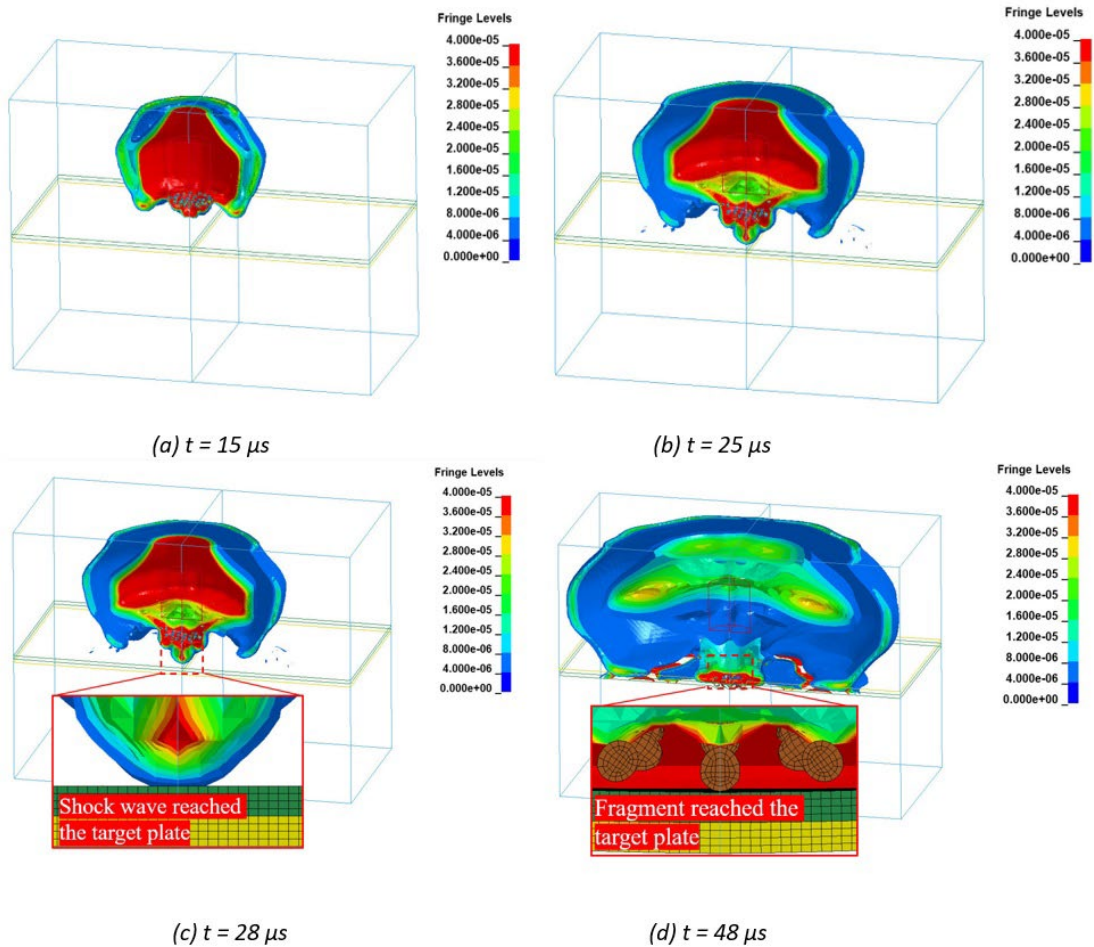 Fringe Levels
4.000e-05
3.600e-05
3.200e-05
2.800e-05
2.400e-05
2.000e-05
1.600e-05
1.200e-05
8.000e-06
4.000e-06
0.000e+00
(a) t = 15 µs
Fringe Levels
4.000e-05
3.600e-05
3.200e-05
2.800e-05
2.400e-05
2.000e-05
1.600e-05
1.200e-05
8.000e-06
4.000e-06
0.000e+00
(b) t = 25 µs
Fringe Levels
4.000e-05
3.600e-05
3.200e-05
2.800e-05
2.400e-05
2.000e-05
1.600e-05
1.200e-05
8.000e-06
4.000e-06
0.000e+00
Shock wave reached
the target plate
(c) t = 28 µs
Fringe Levels
4.000e-05
3.600e-05
3.200e-05
2.800e-05
2.400e-05
2.000e-05
1.600e-05
1.200e-05
8.000e-06
4.000e-06
0.000e+00
Fragment reached the
target plate
(d) t = 48 µs